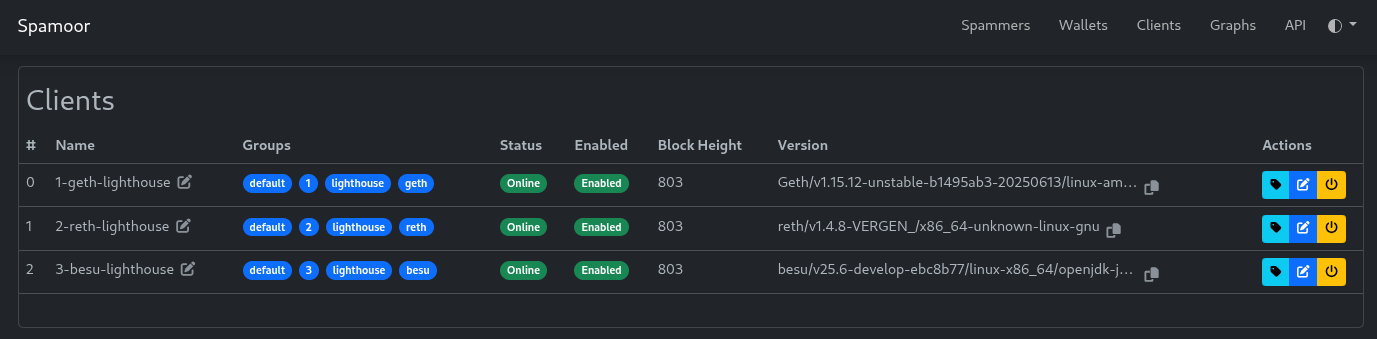 Spamoor Spammers Wallets Clients Graphs API
Clients
# Name Groups Status Enabled Block Height Version Actions
0 1-geth-lighthouse default 1 lighthouse geth Online Enabled 803 Geth/v1.15.12-unstable-b1495ab3-20250613/linux-am...
1 2-reth-lighthouse default 2 lighthouse reth Online Enabled 803 reth/v1.4.8-VERGEN_/x86_64-unknown-linux-gnu
2 3-besu-lighthouse default 3 lighthouse besu Online Enabled 803 besu/v25.6-develop-ebc8b77/linux-x86_64/openjdk-j...